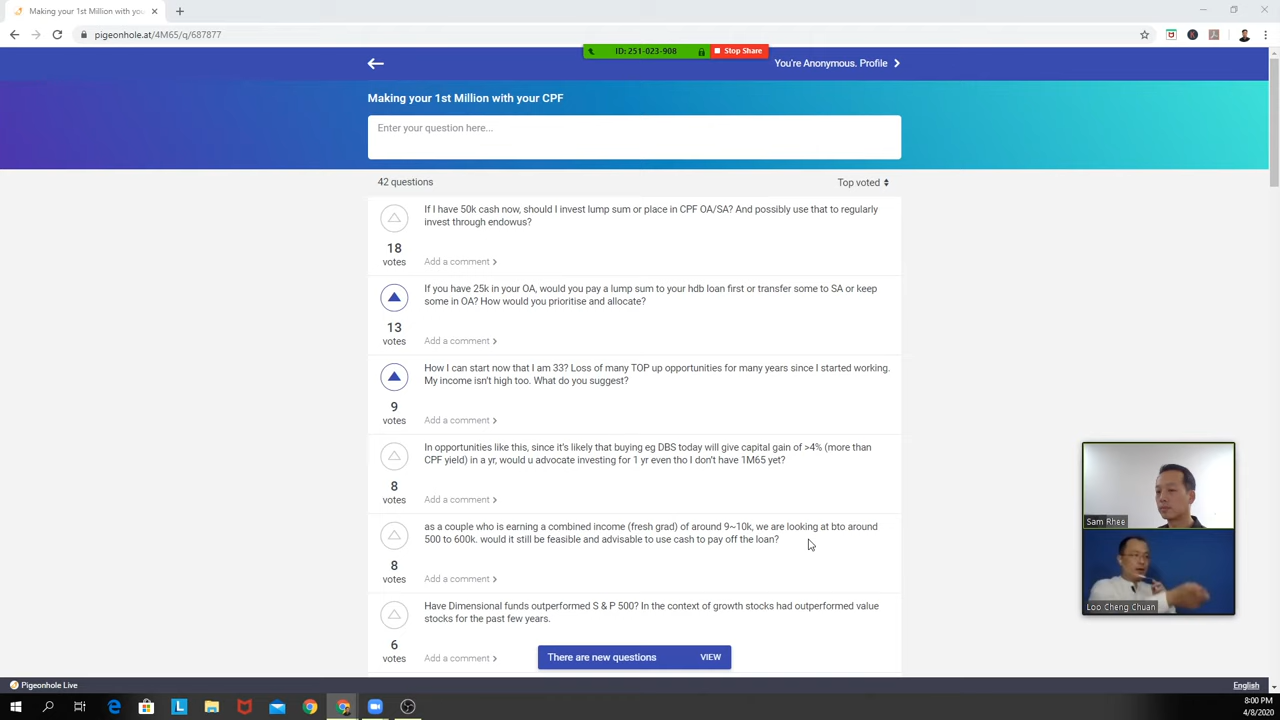 Making your 1st Million with you
pigeonhole.at/4M65/q/687877
ID: 251-023-908
Stop Share
You're Anonymous. Profile
Making your 1st Million with your CPF
Enter your question here...
42 questions
Top voted
If I have 50k cash now, should I invest lump sum or place in CPF OA/SA? And possibly use that to regularly
invest through endowus?
18
votes
Add a comment
If you have 25k in your OA, would you pay a lump sum to your hdb loan first or transfer some to SA or keep
some in OA? How would you prioritise and allocate?
13
votes
Add a comment
How I can start now that I am 33? Loss of many TOP up opportunities for many years since I started working.
My income isn't high too. What do you suggest?
9
votes
Add a comment
In opportunities like this, since it's likely that buying eg DBS today will give capital gain of >4% (more than
CPF yield) in a yr, would u advocate investing for 1 yr even tho I don't have 1M65 yet?
8
votes
Add a comment
as a couple who is earning a combined income (fresh grad) of around 9~10k, we are looking at bto around
500 to 600k. would it still be feasible and advisable to use cash to pay off the loan?
8
votes
Add a comment
Have Dimensional funds outperformed S & P 500? In the context of growth stocks had outperformed value
stocks for the past few years.
6
votes
Add a comment
There are new questions
VIEW
Sam Rhee
Loo Cheng Chuan
Pigeonhole Live
English
8:00 PM
4/8/2020